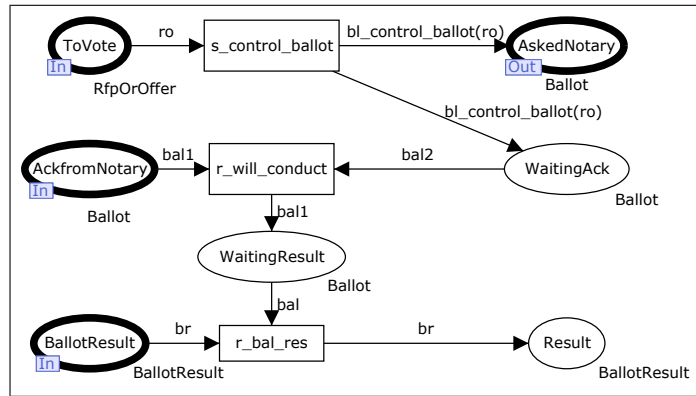 ToVote
In
RfpOrOffer
ro
s_control_ballot
bl_control_ballot(ro)
AskedNotary
Out
Ballot
bl_control_ballot(ro)
AckfromNotary
In
Ballot
bal1
r_will_conduct
bal2
WaitingAck
Ballot
bal1
WaitingResult
Ballot
bal
BallotResult
In
BallotResult
br
r_bal_res
br
Result
BallotResult